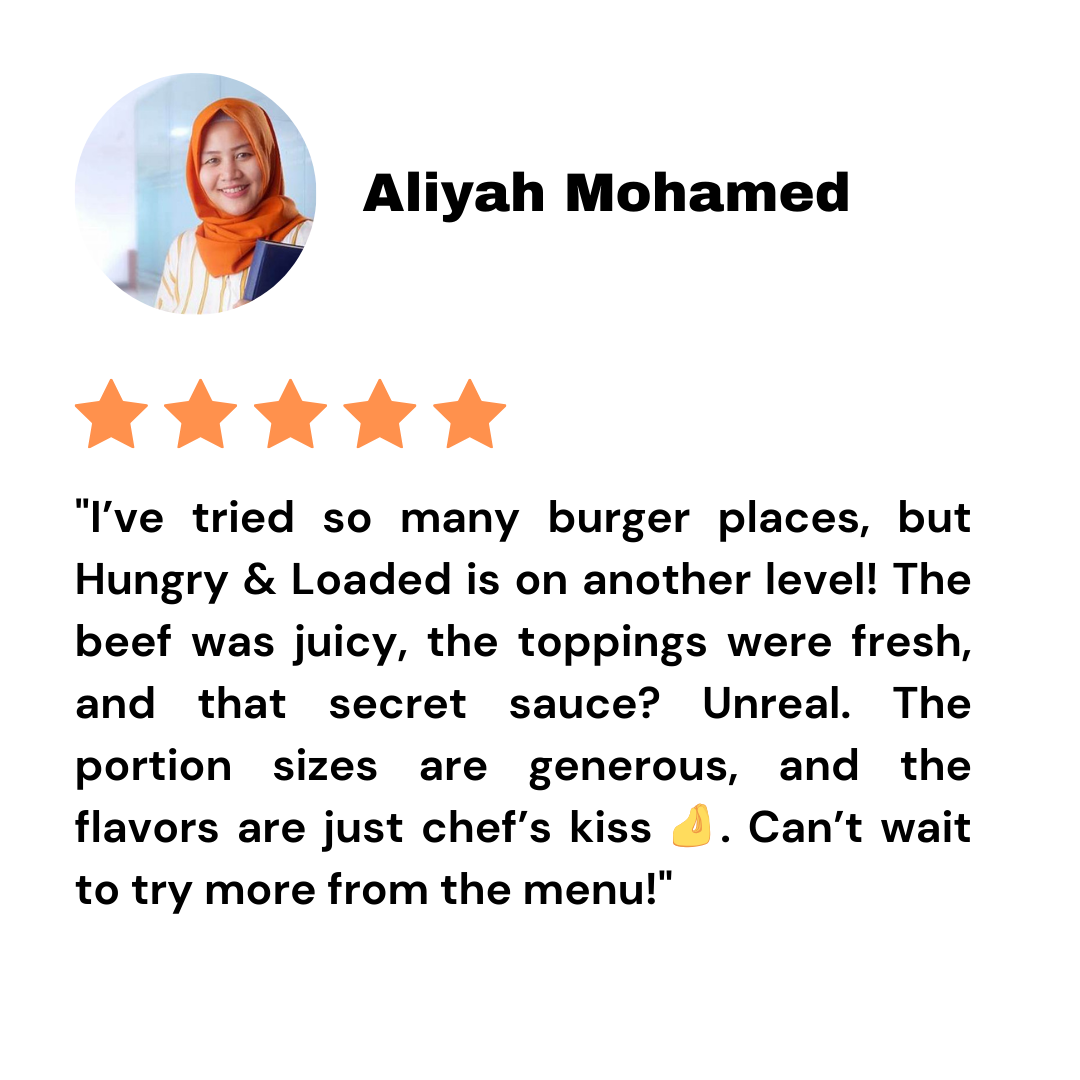 Aliyah Mohamed
"I’ve tried so many burger places, but
Hungry & Loaded is on another level! The
beef was juicy, the toppings were fresh,
and that secret sauce? Unreal. The
portion sizes are generous, and the
flavors are just chef’s kiss 🤌. Can’t wait
to try more from the menu!"